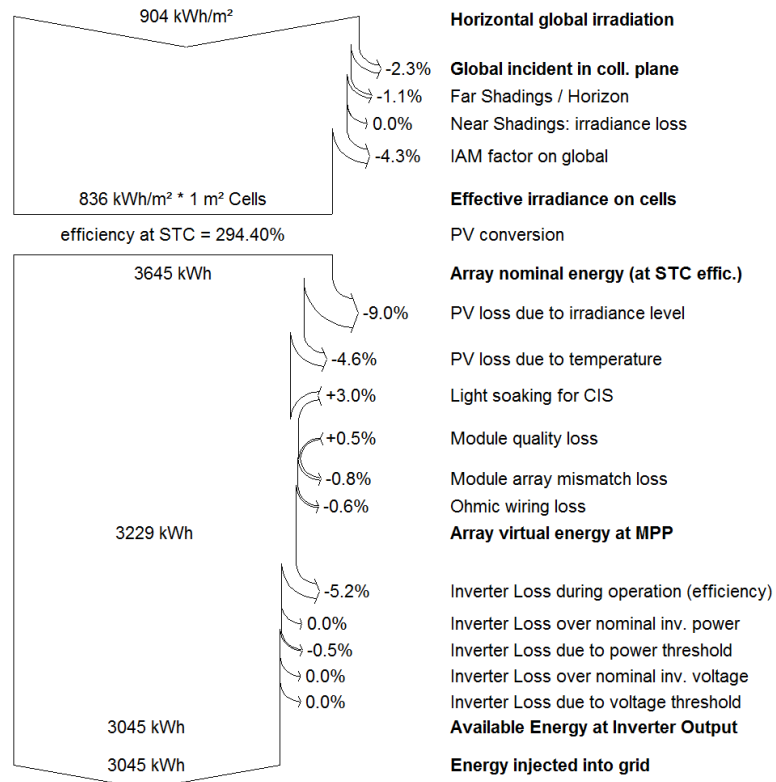 904 kWh/m² Horizontal global irradiation
-2.3% Global incident in coll. plane
-1.1% Far Shadings / Horizon
0.0% Near Shadings: irradiance loss
-4.3% IAM factor on global
836 kWh/m² * 1 m² Cells Effective irradiance on cells
efficiency at STC = 294.40% PV conversion
3645 kWh Array nominal energy (at STC effic.)
-9.0% PV loss due to irradiance level
-4.6% PV loss due to temperature
+3.0% Light soaking for CIS
+0.5% Module quality loss
-0.8% Module array mismatch loss
-0.6% Ohmic wiring loss
3229 kWh Array virtual energy at MPP
-5.2% Inverter Loss during operation (efficiency)
0.0% Inverter Loss over nominal inv. power
-0.5% Inverter Loss due to power threshold
0.0% Inverter Loss over nominal inv. voltage
0.0% Inverter Loss due to voltage threshold
3045 kWh Available Energy at Inverter Output
3045 kWh Energy injected into grid